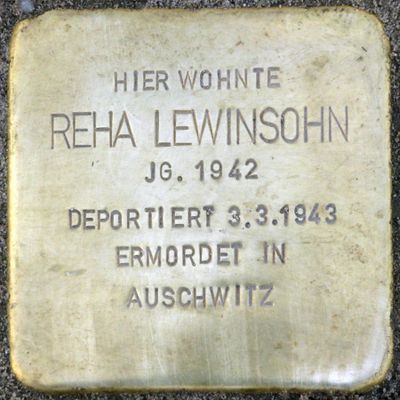 HIER WOHNTE
REHA LEWINSOHN
JG. 1942
DEPORTIERT 3.3.1943
ERMORDET IN
AUSCHWITZ